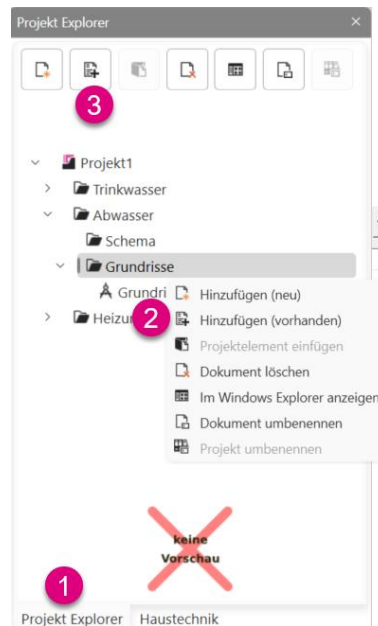 Projekt Explorer
3
Projekt1
Trinkwasser
Abwasser
Schema
Grundrisse
Grundri
Hinzufügen (neu)
Heizu
2
Hinzufügen (vorhanden)
Projektelement einfügen
Dokument löschen
Im Windows Explorer anzeigen
Dokument umbenennen
Projekt umbenennen
keine
Vorschau
1
Projekt Explorer
Haustechnik